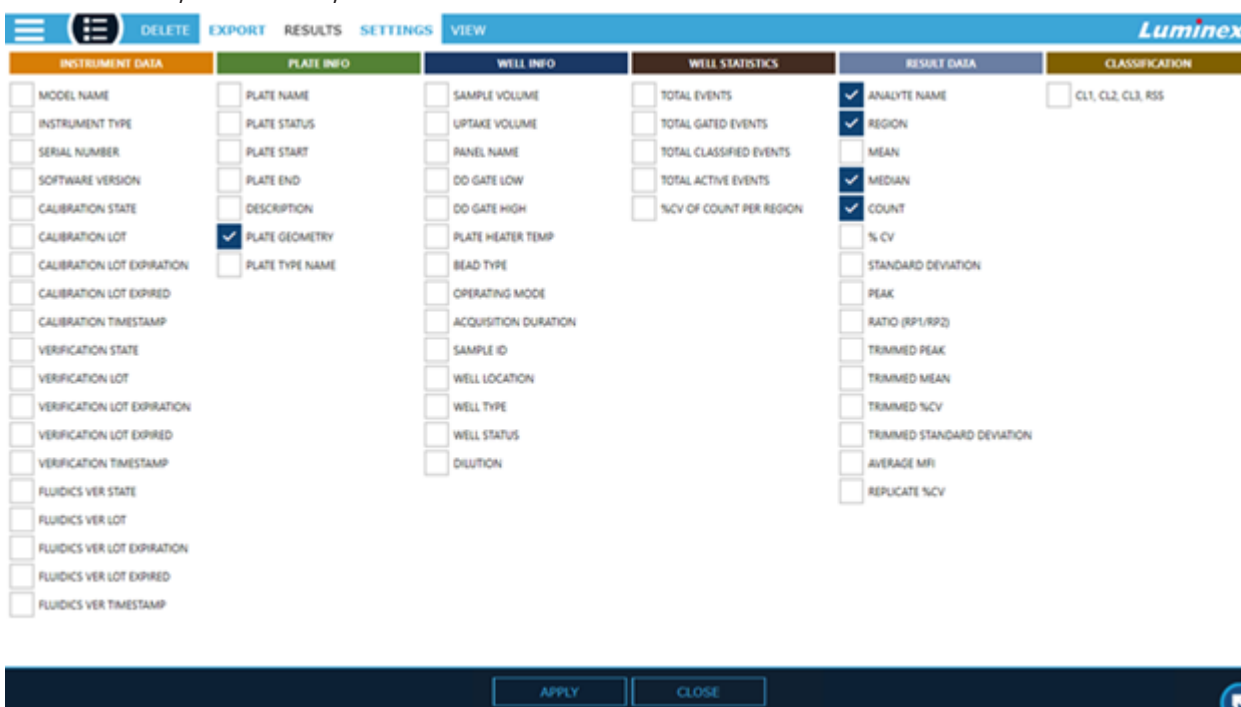 DELETE EXPORT RESULTS SETTINGS VIEW Luminex
INSTRUMENT DATA PLATE INFO WELL INFO WELL STATISTICS RESULT DATA CLASSIFICATION
MODEL NAME PLATE NAME SAMPLE VOLUME TOTAL EVENTS ANALYTE NAME CL1, CL2, CL3, RSS
INSTRUMENT TYPE PLATE STATUS UPTAKE VOLUME TOTAL GATED EVENTS REGION
SERIAL NUMBER PLATE START PANEL NAME TOTAL CLASSIFIED EVENTS MEAN
SOFTWARE VERSION PLATE END DD GATE LOW TOTAL ACTIVE EVENTS MEDIAN
CALIBRATION STATE DESCRIPTION DD GATE HIGH %CV OF COUNT PER REGION COUNT
CALIBRATION LOT PLATE GEOMETRY PLATE HEATER TEMP % CV
CALIBRATION LOT EXPIRATION PLATE TYPE NAME BEAD TYPE STANDARD DEVIATION
CALIBRATION LOT EXPIRED OPERATING MODE PEAK
CALIBRATION TIMESTAMP ACQUISITION DURATION RATIO (RP1/RP2)
VERIFICATION STATE SAMPLE ID TRIMMED PEAK
VERIFICATION LOT WELL LOCATION TRIMMED MEAN
VERIFICATION LOT EXPIRATION WELL TYPE TRIMMED %CV
VERIFICATION LOT EXPIRED WELL STATUS TRIMMED STANDARD DEVIATION
VERIFICATION TIMESTAMP DILUTION AVERAGE MFI
FLUIDICS VER STATE REPLICATE %CV
FLUIDICS VER LOT
FLUIDICS VER LOT EXPIRATION
FLUIDICS VER LOT EXPIRED
FLUIDICS VER TIMESTAMP
APPLY CLOSE